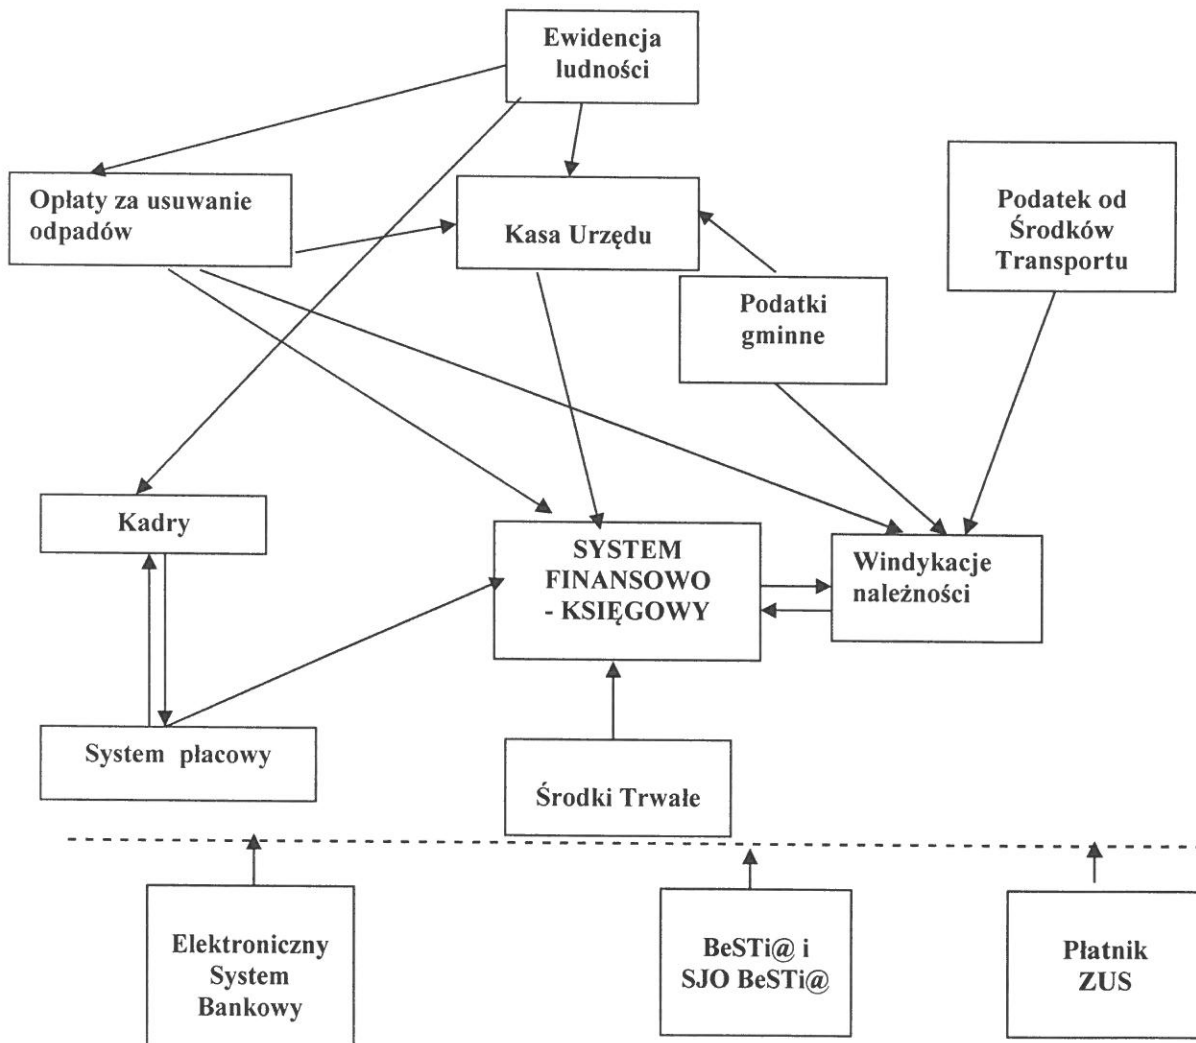 Ewidencja
ludności
Opłaty za usuwanie
odpadów
Kasa Urzędu
Podatek od
Środków
Transportu
Podatki
gminne
Kadry
SYSTEM
FINANSOWO
- KSIĘGOWY
Windykacje
należności
System płacowy
Środki Trwałe
Elektroniczny
System
Bankowy
BeSTi@ i
SJO BeSTi@
Płatnik
ZUS